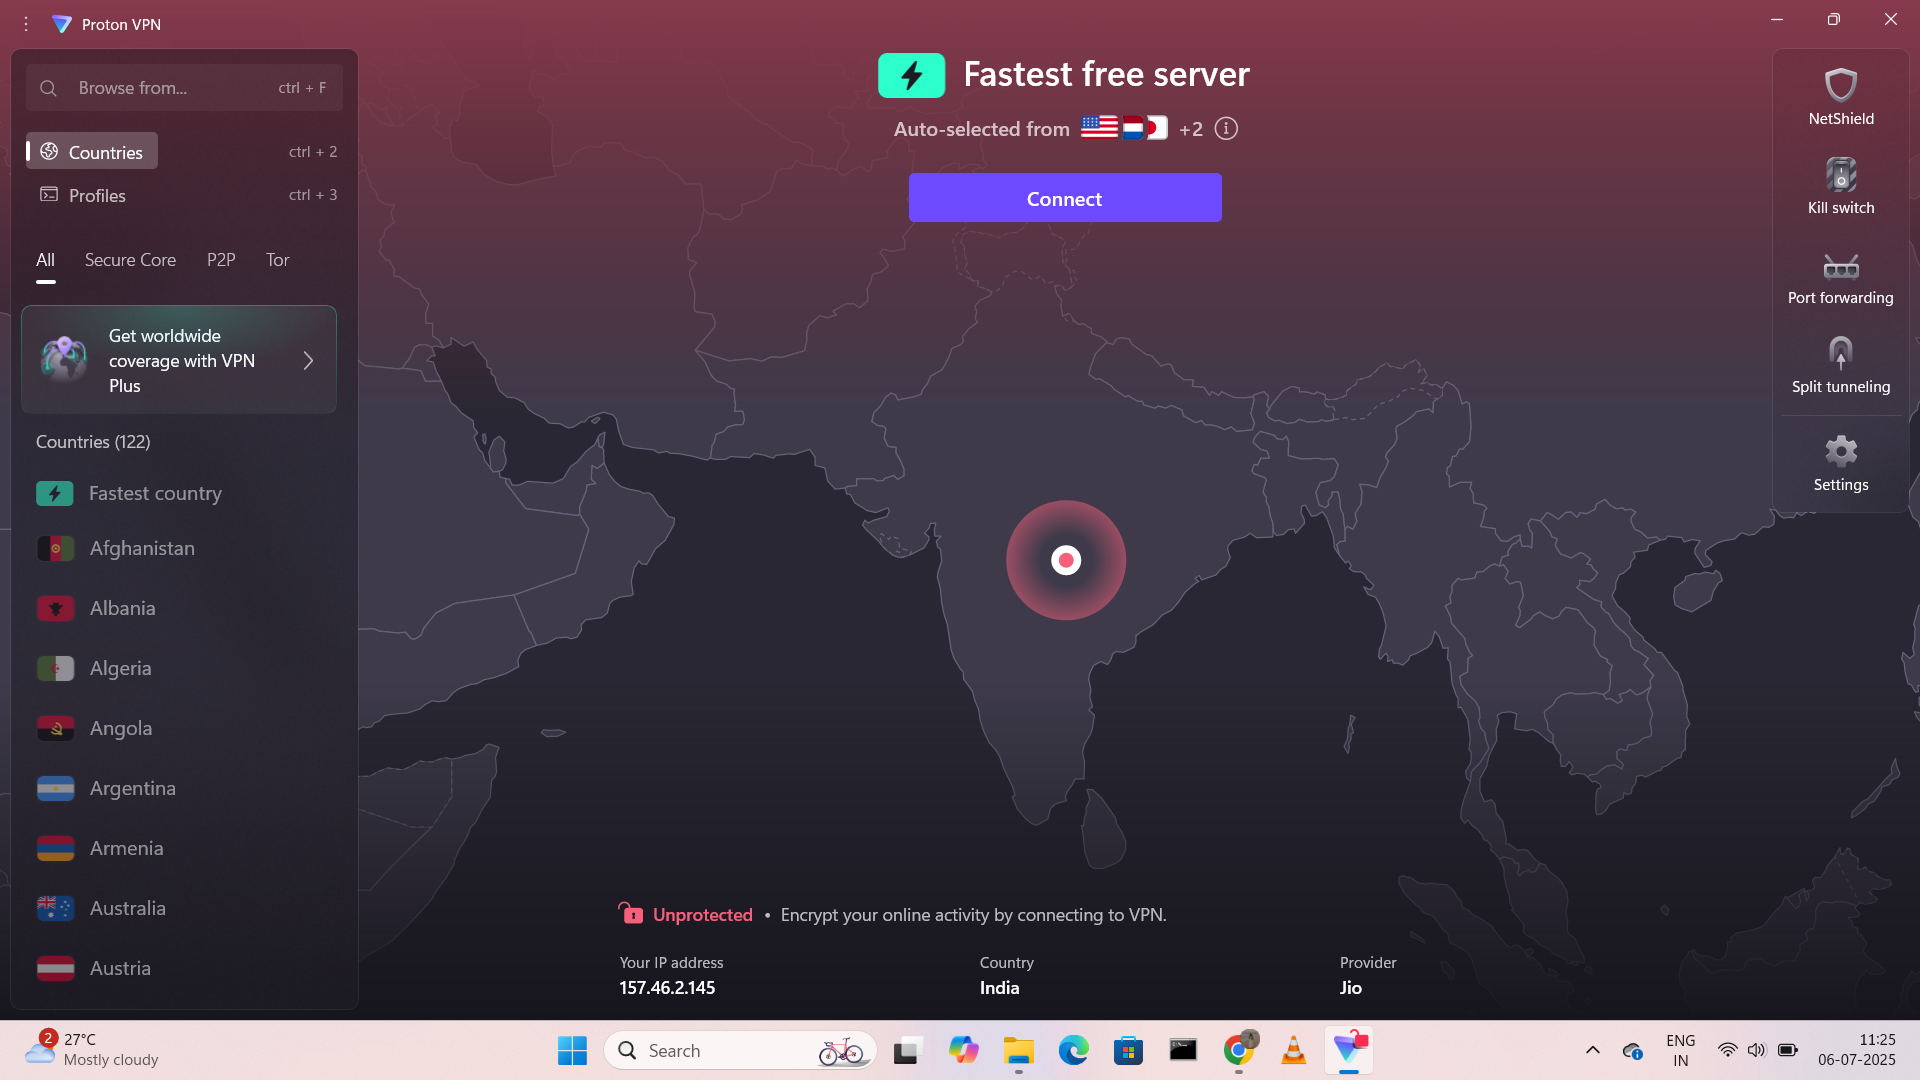 Proton VPN
Browse from...
ctrl + F
Countries
ctrl + 2
Profiles
ctrl + 3
All
Secure Core
P2P
Tor
Get worldwide
coverage with VPN
Plus
Countries (122)
Fastest country
Afghanistan
Albania
Algeria
Angola
Argentina
Armenia
Australia
Austria
Fastest free server
Auto-selected from
+2
Connect
NetShield
Kill switch
Port forwarding
Split tunneling
Settings
Unprotected • Encrypt your online activity by connecting to VPN.
Your IP address
157.46.2.145
Country
India
Provider
Jio
2
27°C
Mostly cloudy
Search
ENG
IN
11:25
06-07-2025